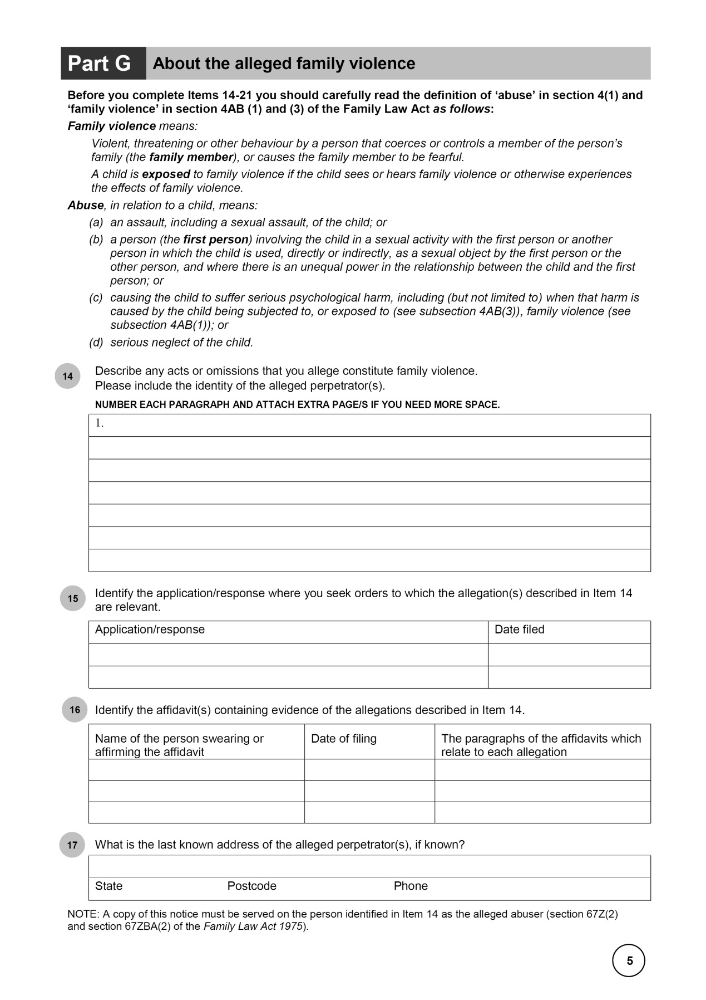 Part G About the alleged family violence
Before you complete Items 14-21 you should carefully read the definition of ‘abuse’ in section 4(1) and
‘family violence’ in section 4AB (1) and (3) of the Family Law Act as follows:
Family violence means:
Violent, threatening or other behaviour by a person that coerces or controls a member of the person’s
family (the family member), or causes the family member to be fearful.
A child is exposed to family violence if the child sees or hears family violence or otherwise experiences
the effects of family violence.
Abuse, in relation to a child, means:
(a) an assault, including a sexual assault, of the child; or
(b) a person (the first person) involving the child in a sexual activity with the first person or another
person in which the child is used, directly or indirectly, as a sexual object by the first person or the
other person, and where there is an unequal power in the relationship between the child and the first
person; or
(c) causing the child to suffer serious psychological harm, including (but not limited to) when that harm is
caused by the child being subjected to, or exposed to (see subsection 4AB(3)), family violence (see
subsection 4AB(1)); or
(d) serious neglect of the child.
14 Describe any acts or omissions that you allege constitute family violence.
Please include the identity of the alleged perpetrator(s).
NUMBER EACH PARAGRAPH AND ATTACH EXTRA PAGE/S IF YOU NEED MORE SPACE.
1.
15 Identify the application/response where you seek orders to which the allegation(s) described in Item 14
are relevant.
Application/response Date filed
16 Identify the affidavit(s) containing evidence of the allegations described in Item 14.
Name of the person swearing or Date of filing The paragraphs of the affidavits which
affirming the affidavit relate to each allegation
17 What is the last known address of the alleged perpetrator(s), if known?
State Postcode Phone
NOTE: A copy of this notice must be served on the person identified in Item 14 as the alleged abuser (section 67Z(2)
and section 67ZBA(2) of the Family Law Act 1975).
5